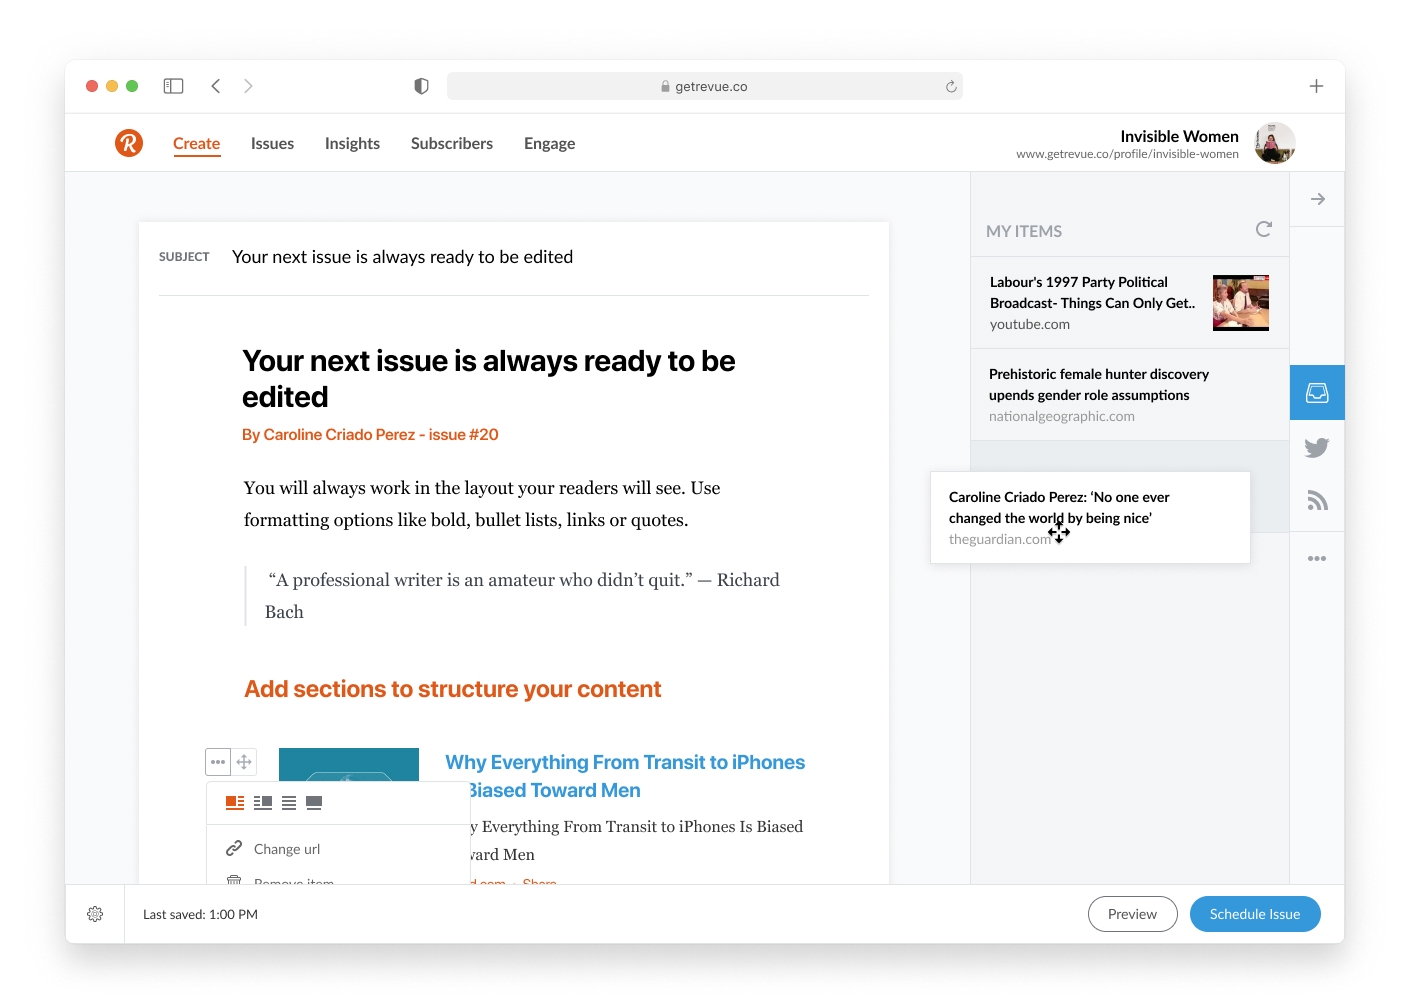 getrevue.co
Create Issues Insights Subscribers Engage
Invisible Women
www.getrevue.co/profile/invisible-women
SUBJECT Your next issue is always ready to be edited
Your next issue is always ready to be
edited
By Caroline Criado Perez - issue #20
You will always work in the layout your readers will see. Use
formatting options like bold, bullet lists, links or quotes.
“A professional writer is an amateur who didn’t quit.” — Richard
Bach
Add sections to structure your content
Why Everything From Transit to iPhones
Biased Toward Men
Everything From Transit to iPhones Is Biased
Men
Change url
Remove item
Share
MY ITEMS
Labour's 1997 Party Political
Broadcast- Things Can Only Get..
youtube.com
Prehistoric female hunter discovery
upends gender role assumptions
nationalgeographic.com
Caroline Criado Perez: ‘No one ever
changed the world by being nice’
theguardian.com
Last saved: 1:00 PM
Preview
Schedule Issue